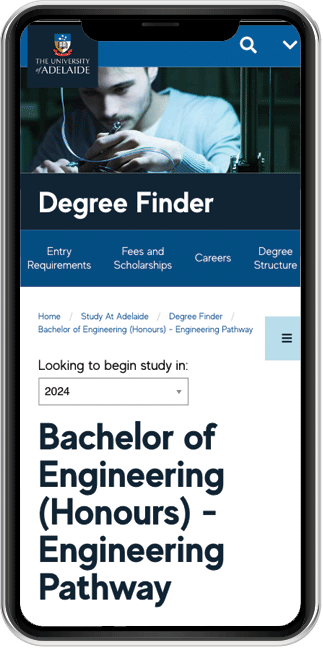 THE UNIVERSITY
of ADELAIDE
Degree Finder
Entry Requirements
Fees and Scholarships
Careers
Degree Structure
Home / Study At Adelaide / Degree Finder /
Bachelor of Engineering (Honours) - Engineering Pathway
Looking to begin study in:
2024
Bachelor of
Engineering
(Honours) -
Engineering
Pathway